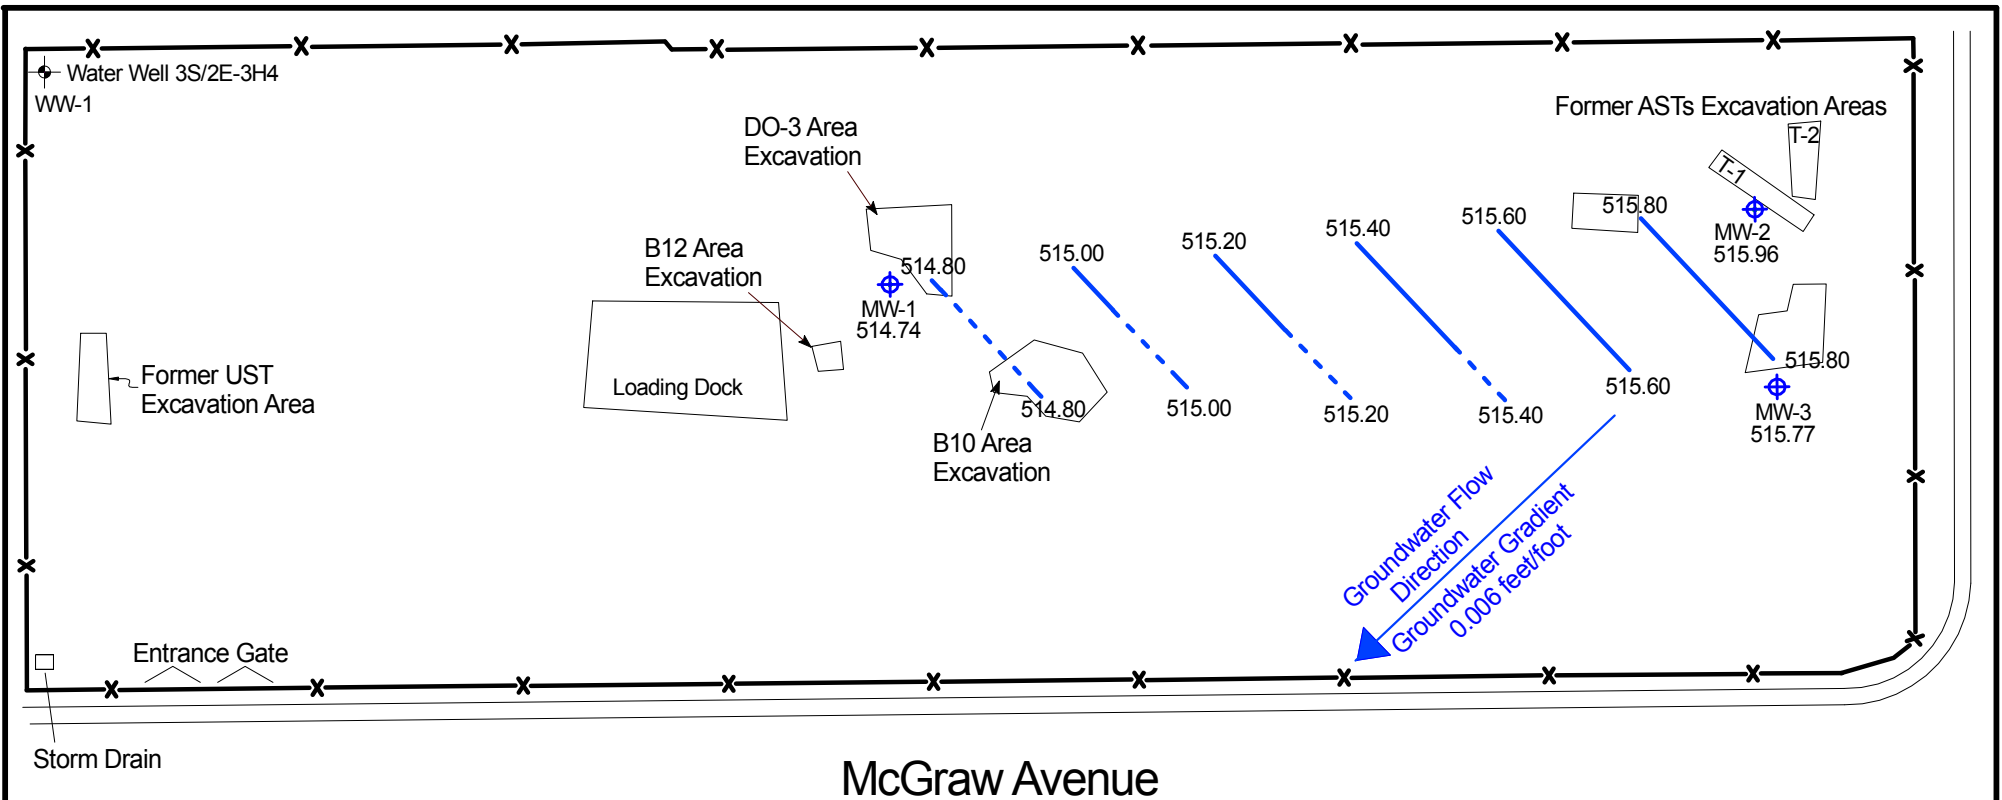 Water Well 3S/2E-3H4
WW-1
DO-3 Area
Excavation
Former ASTs Excavation Areas
T-2
T-1
B12 Area
Excavation
514.80
515.00
515.20
515.40
515.60
515.80
MW-1
514.74
MW-2
515.96
Former UST
Excavation Area
Loading Dock
514.80
515.00
515.20
515.40
515.60
515.80
MW-3
515.77
B10 Area
Excavation
Groundwater Flow
Direction
Groundwater Gradient
0.006 feet/foot
Entrance Gate
Storm Drain
McGraw Avenue